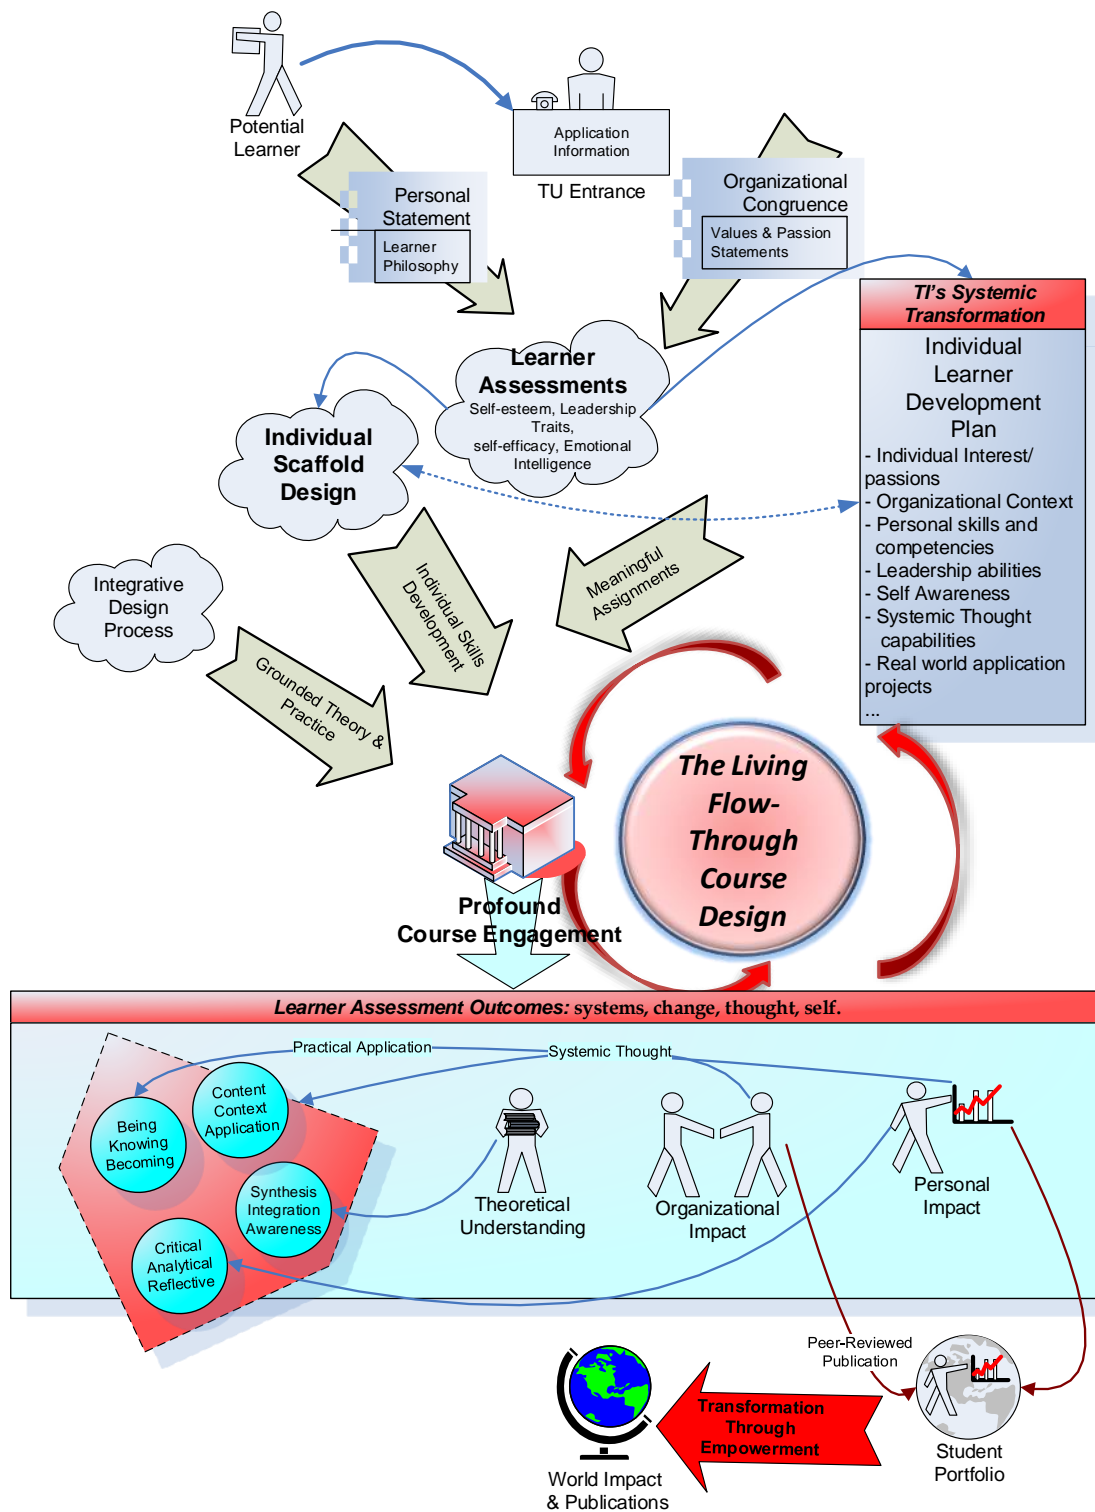 Potential
Learner
Application
Information
TU Entrance
Personal
Statement
Learner
Philosophy
Organizational
Congruence
Values & Passion
Statements
TI's Systemic
Transformation
Individual
Learner
Development
Plan
- Individual Interest/
passions
- Organizational Context
- Personal skills and
competencies
- Leadership abilities
- Self Awareness
- Systemic Thought
capabilities
- Real world application
projects
...
Learner
Assessments
Self-esteem, Leadership
Traits,
self-efficacy, Emotional
Intelligence
Individual
Scaffold
Design
Integrative
Design
Process
Individual Skills
Development
Meaningful
Assignments
Grounded Theory &
Practice
The Living
Flow-
Through
Course
Design
Profound
Course Engagement
Learner Assessment Outcomes: systems, change, thought, self.
Practical Application
Systemic Thought
Content
Context
Application
Being
Knowing
Becoming
Synthesis
Integration
Awareness
Critical
Analytical
Reflective
Theoretical
Understanding
Organizational
Impact
Personal
Impact
Peer-Reviewed
Publication
Transformation
Through
Empowerment
Student
Portfolio
World Impact
& Publications